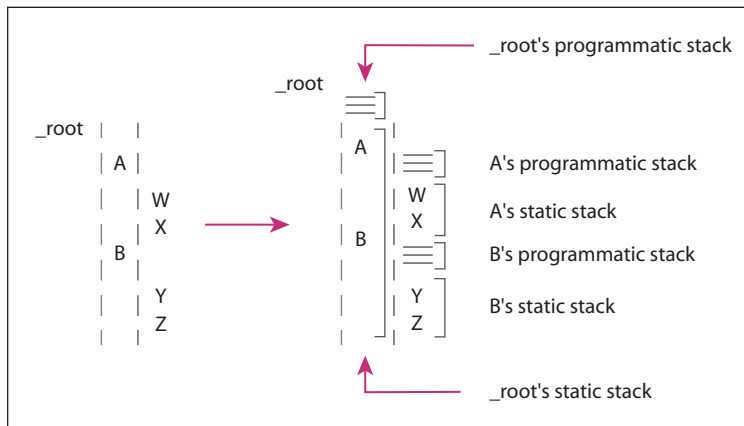 _root's programmatic stack
_root
_root
A
A
A's programmatic stack
W
W
A's static stack
X
X
B
B
B's programmatic stack
Y
Y
B's static stack
Z
Z
_root's static stack